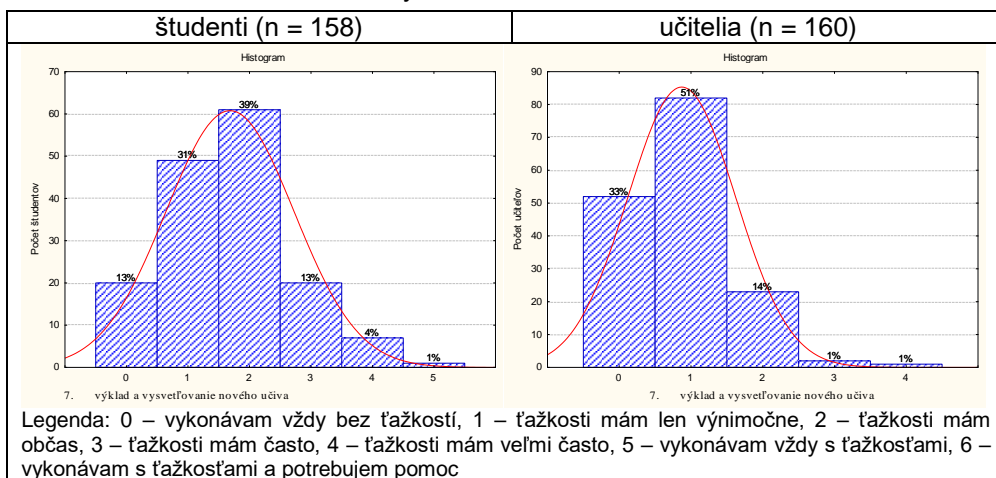 študenti (n = 158)
učitelia (n = 160)
Histogram
70
60
50
40
30
20
10
0
Počet študentov
13%
31%
39%
13%
4%
1%
0 1 2 3 4 5
7. výklad a vysvetľovanie nového učiva
Histogram
90
80
70
60
50
40
30
20
10
0
Počet učiteľov
33%
51%
14%
1%
1%
0 1 2 3 4
7. výklad a vysvetľovanie nového učiva
Legenda: 0 – vykonávam vždy bez ťažkostí, 1 – ťažkosti mám len výnimočne, 2 – ťažkosti mám
občas, 3 – ťažkosti mám často, 4 – ťažkosti mám veľmi často, 5 – vykonávam vždy s ťažkosťami, 6 –
vykonávam s ťažkosťami a potrebujem pomoc